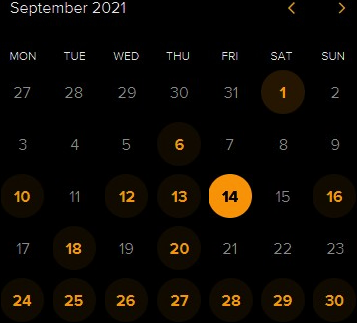 September 2021
MON TUE WED THU FRI SAT SUN
27 28 29 30 31 1 2
3 4 5 6 7 8 9
10 11 12 13 14 15 16
17 18 19 20 21 22 23
24 25 26 27 28 29 30